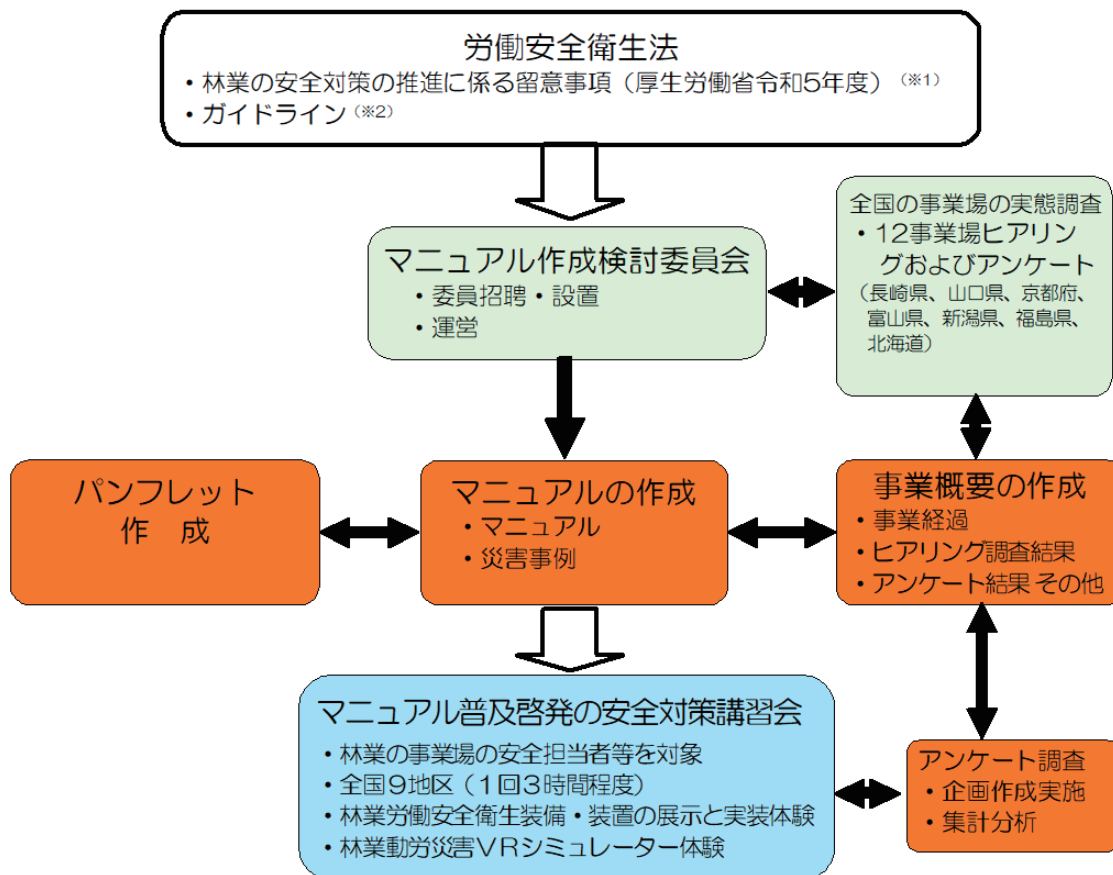 労働安全衛生法
・林業の安全対策の推進に係る留意事項（厚生労働省令和5年度）（※1）
・ガイドライン（※2）
マニュアル作成検討委員会
・委員招聘・設置
・運営
全国の事業場の実態調査
・12事業場ヒアリン
グおよびアンケート
（長崎県、山口県、京都府、
富山県、新潟県、福島県、
北海道）
パンフレット
作　成
マニュアルの作成
・マニュアル
・災害事例
事業概要の作成
・事業経過
・ヒアリング調査結果
・アンケート結果 その他
マニュアル普及啓発の安全対策講習会
・林業の事業場の安全担当者等を対象
・全国９地区（１回３時間程度）
・林業労働安全衛生装備・装置の展示と実装体験
・林業動労災害ＶＲシミュレーター体験
アンケート調査
・企画作成実施
・集計分析